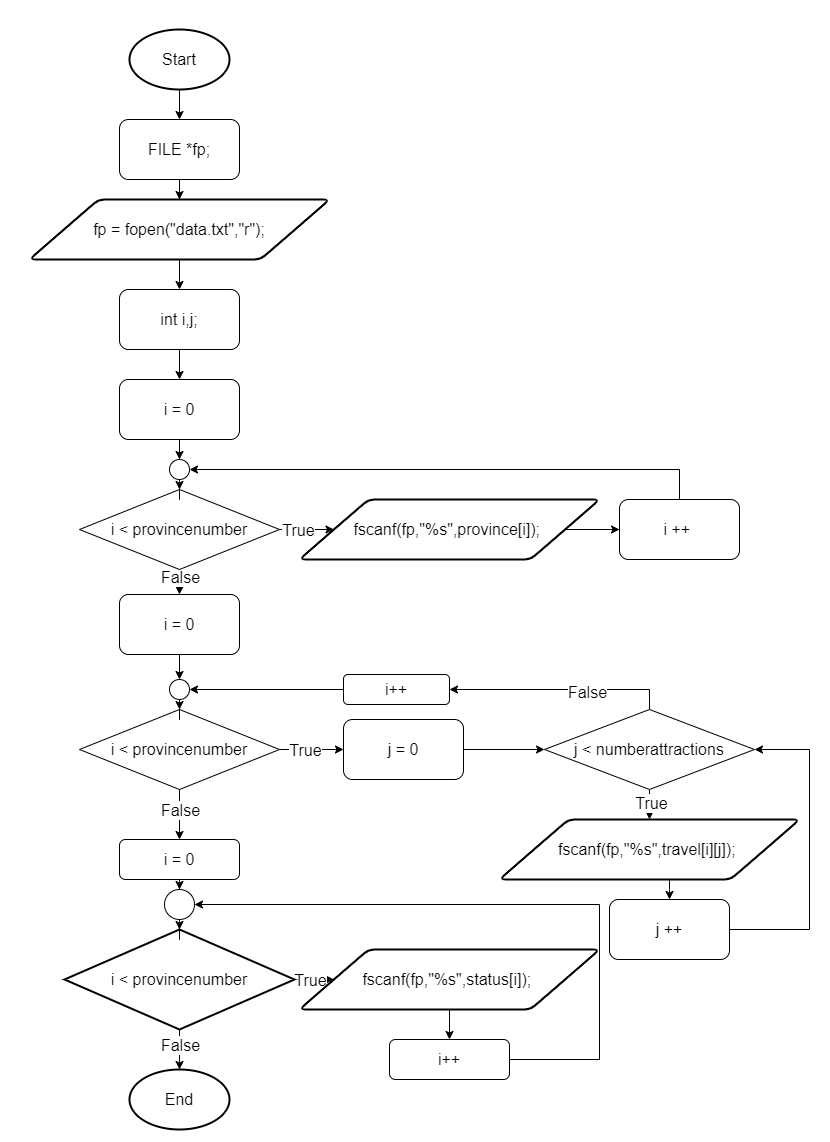 Start
FILE *fp;
fp = fopen("data.txt","r");
int i,j;
i = 0
i < provincenumber
True
fscanf(fp,"%s",province[i]);
i ++
False
i = 0
i++
False
i < provincenumber
True
j = 0
j < numberattractions
True
False
fscanf(fp,"%s",travel[i][j]);
i = 0
j ++
i < provincenumber
True
fscanf(fp,"%s",status[i]);
False
i++
End